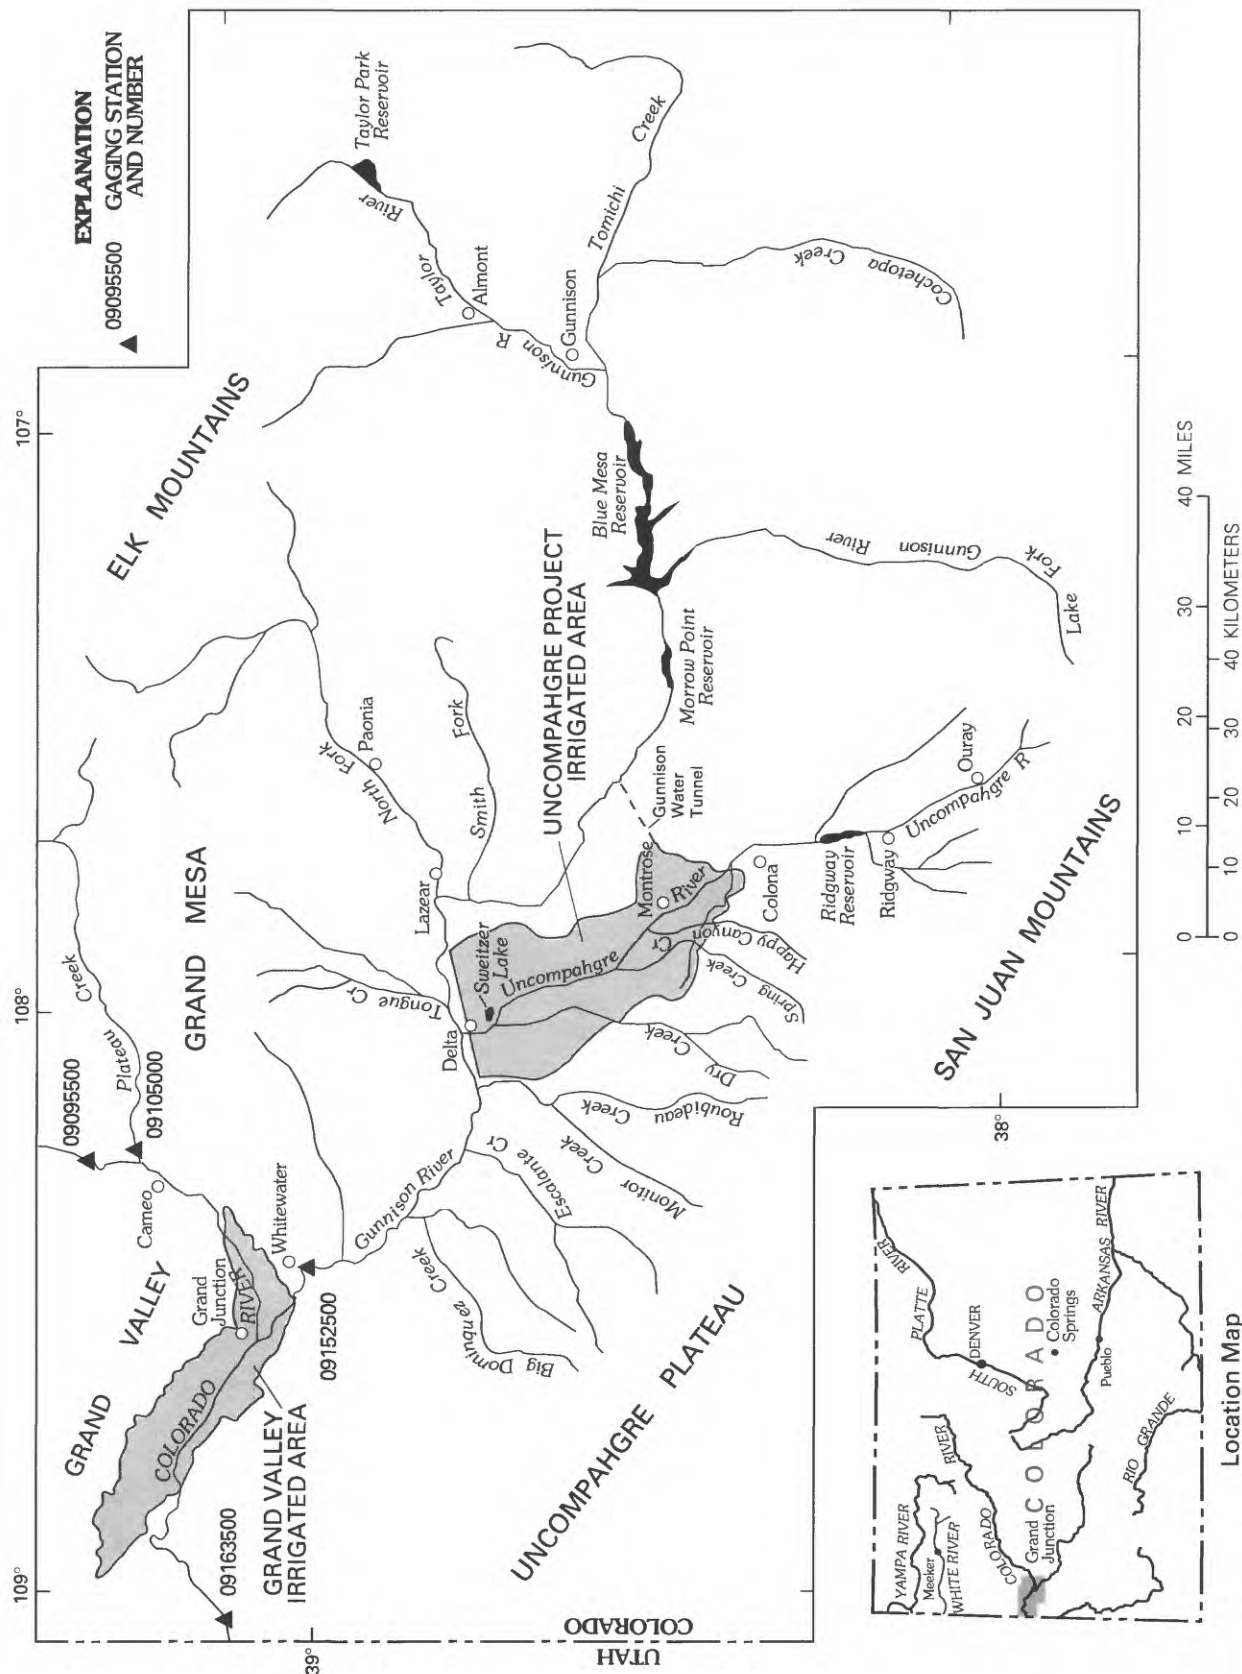 EXPLANATION
09095500 GAGING STATION
AND NUMBER
107°
108°
109°
39°
38°
UTAH
COLORADO
ELK MOUNTAINS
GRAND MESA
GRAND
VALLEY
UNCOMPAHGRE PLATEAU
SAN JUAN MOUNTAINS
Taylor Park
Reservoir
Taylor
River
Almont
Gunnison R
Gunnison
Tomichi
Creek
Cochetopa
Creek
Blue Mesa
Reservoir
Lake
Fork
Gunnison
River
Morrow Point
Reservoir
Gunnison
Water
Tunnel
UNCOMPAHGRE PROJECT
IRRIGATED AREA
North Fork
Paonia
Smith
Fork
Lazear
Tongue Cr
Delta
Sweitzer
Lake
Uncompahgre
River
Montrose
Colona
Ridgway
Reservoir
Ridgway
Ouray
Uncompahgre R
Happy Canyon
Cr
Spring Creek
Dry
Creek
Roubideau
Creek
Monitor
Creek
Escalante Cr
Big Dominquez
Creek
Gunnison River
Plateau
Creek
09095500
09105000
Cameo
Whitewater
09152500
Grand
Junction
COLORADO
RIVER
GRAND VALLEY
IRRIGATED AREA
09163500
0 10 20 30 40 MILES
0 10 20 30 40 KILOMETERS
YAMPA RIVER
Meeker
WHITE RIVER
COLORADO
RIVER
Grand
Junction
COLORADO
SOUTH
PLATTE
RIVER
DENVER
Colorado
Springs
Pueblo
ARKANSAS RIVER
RIO GRANDE
Location Map